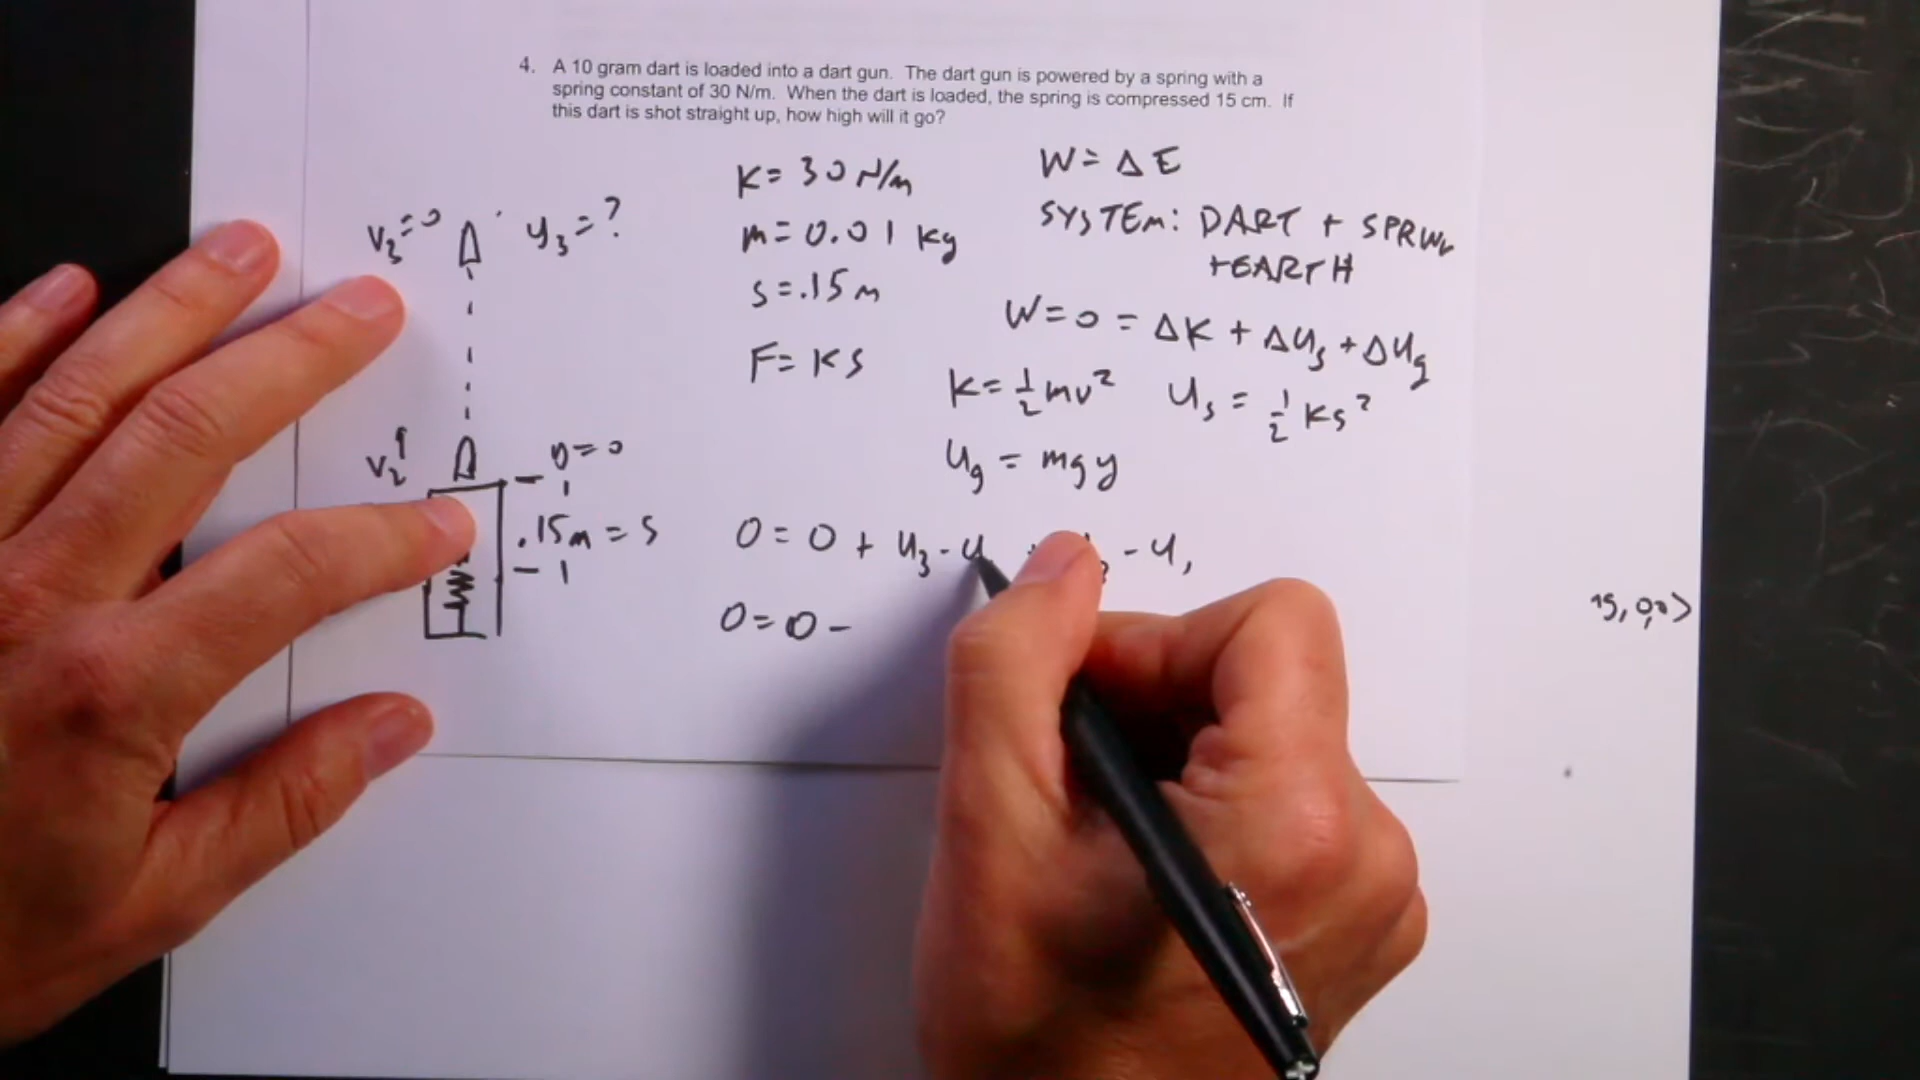 4. A 10 gram dart is loaded into a dart gun. The dart gun is powered by a spring with a
spring constant of 30 N/m. When the dart is loaded, the spring is compressed 15 cm. If
this dart is shot straight up, how high will it go?
K = 30 N/m
m = 0.01 kg
s = .15 m
F = KS
W = ΔE
SYSTEM: DART + SPRING
+EARTH
W = 0 = ΔK + ΔUs + ΔUg
K = 1/2 mv² Us = 1/2 Ks²
Ug = mgy
v3 = 0 y3 = ?
v2
y = 0
.15m = S
0 = 0 + U3 - U - U1
0 = 0 -